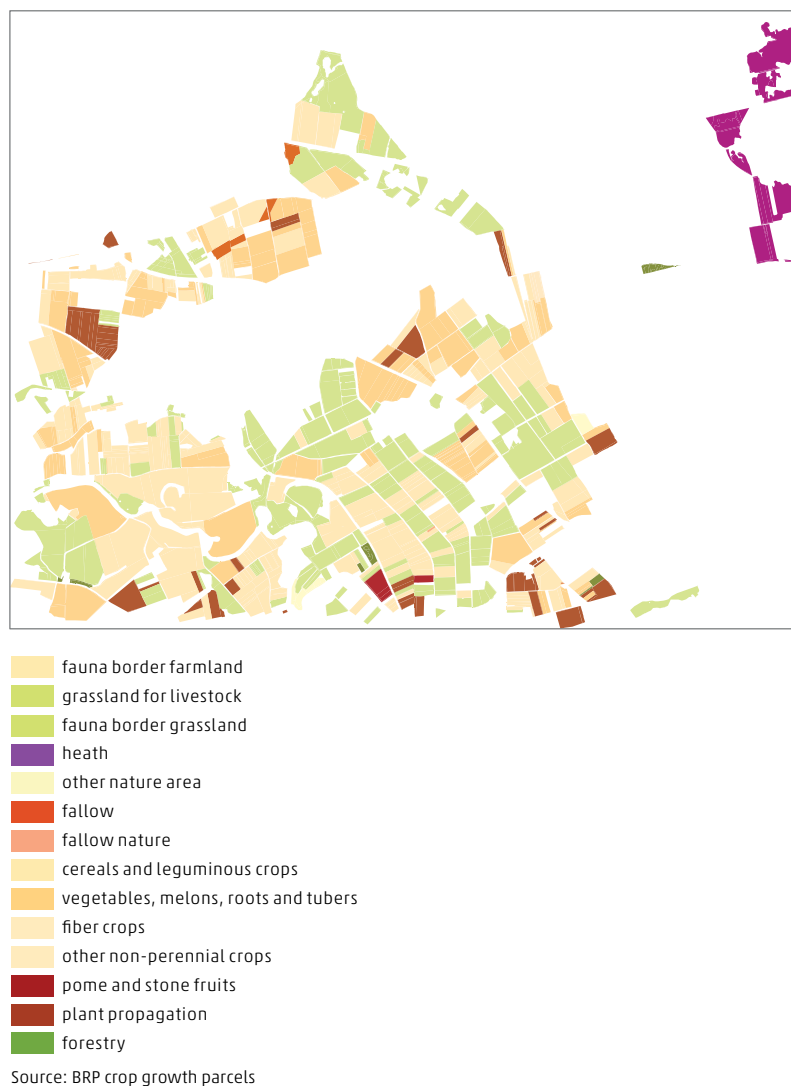 fauna border farmland
grassland for livestock
fauna border grassland
heath
other nature area
fallow
fallow nature
cereals and leguminous crops
vegetables, melons, roots and tubers
fiber crops
other non-perennial crops
pome and stone fruits
plant propagation
forestry
Source: BRP crop growth parcels